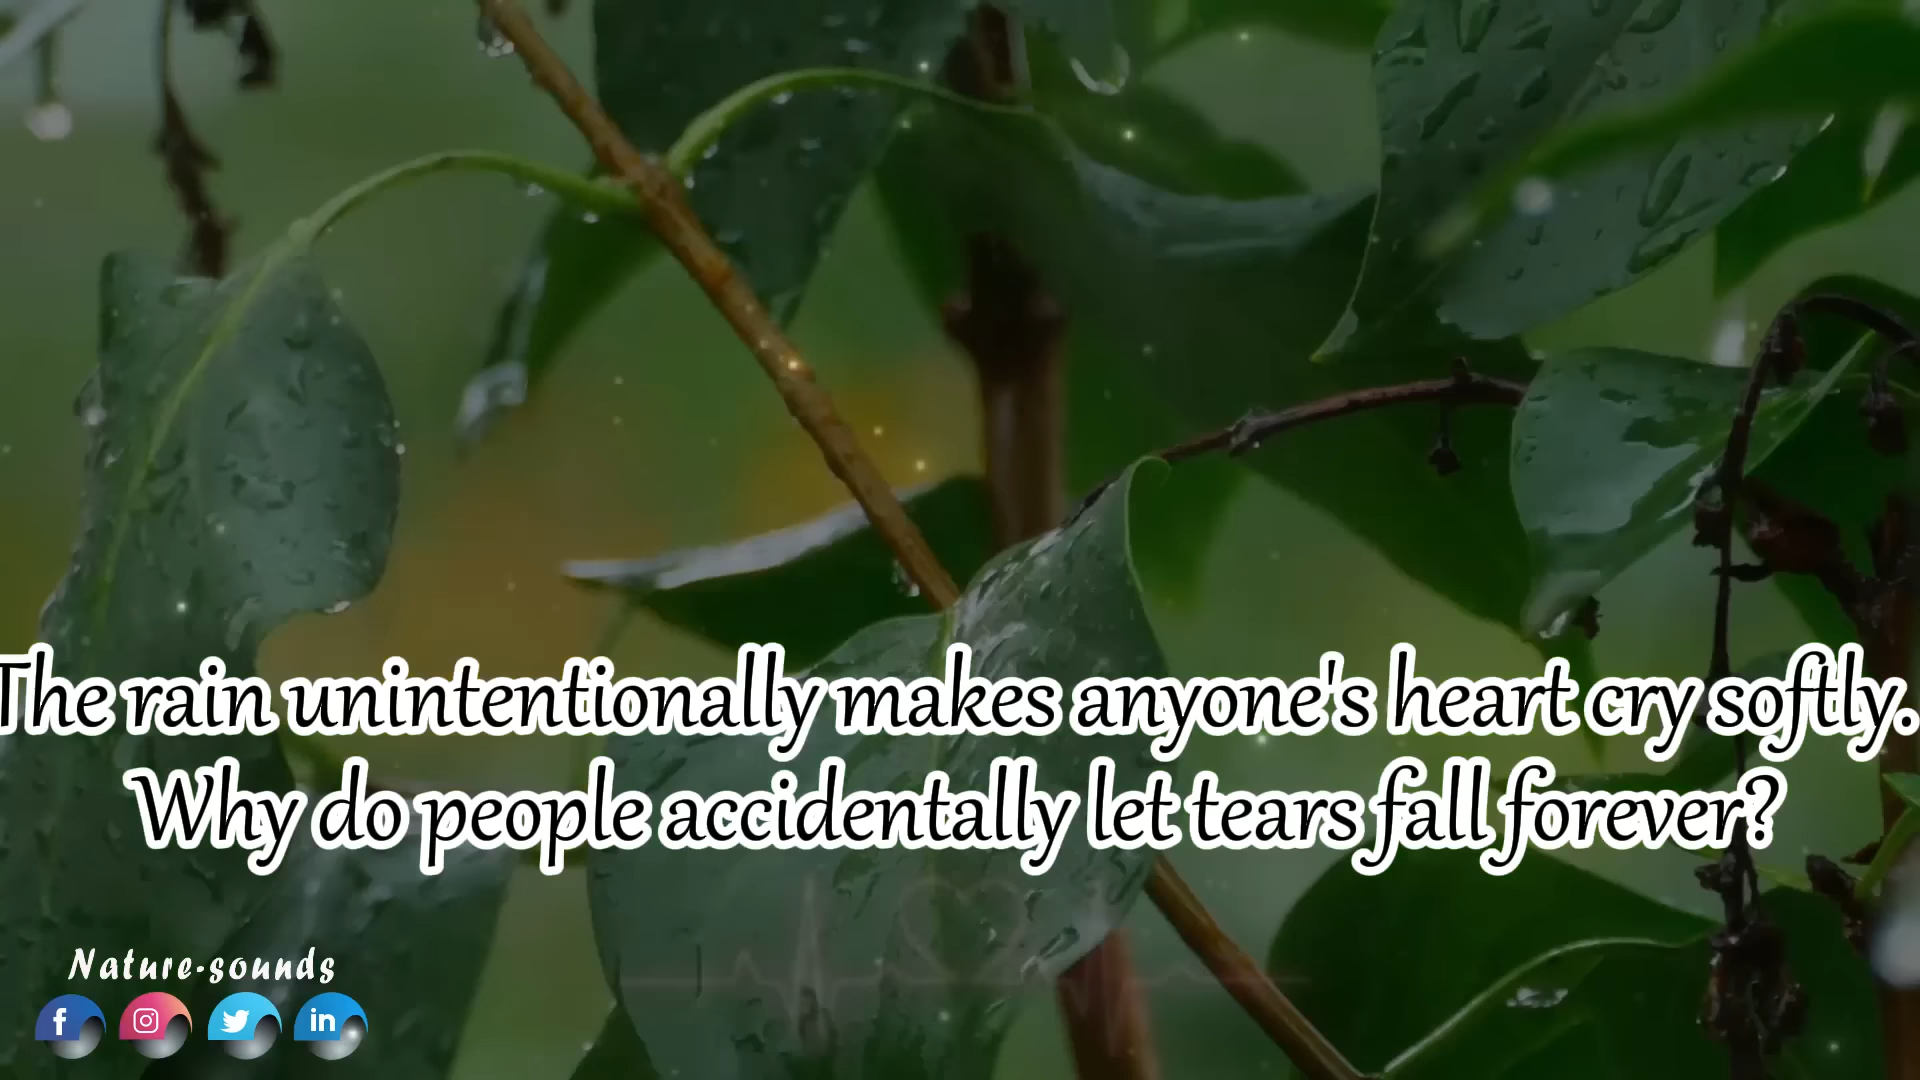 The rain unintentionally makes anyone's heart cry softly.
Why do people accidentally let tears fall forever?
Nature-sounds
f
in